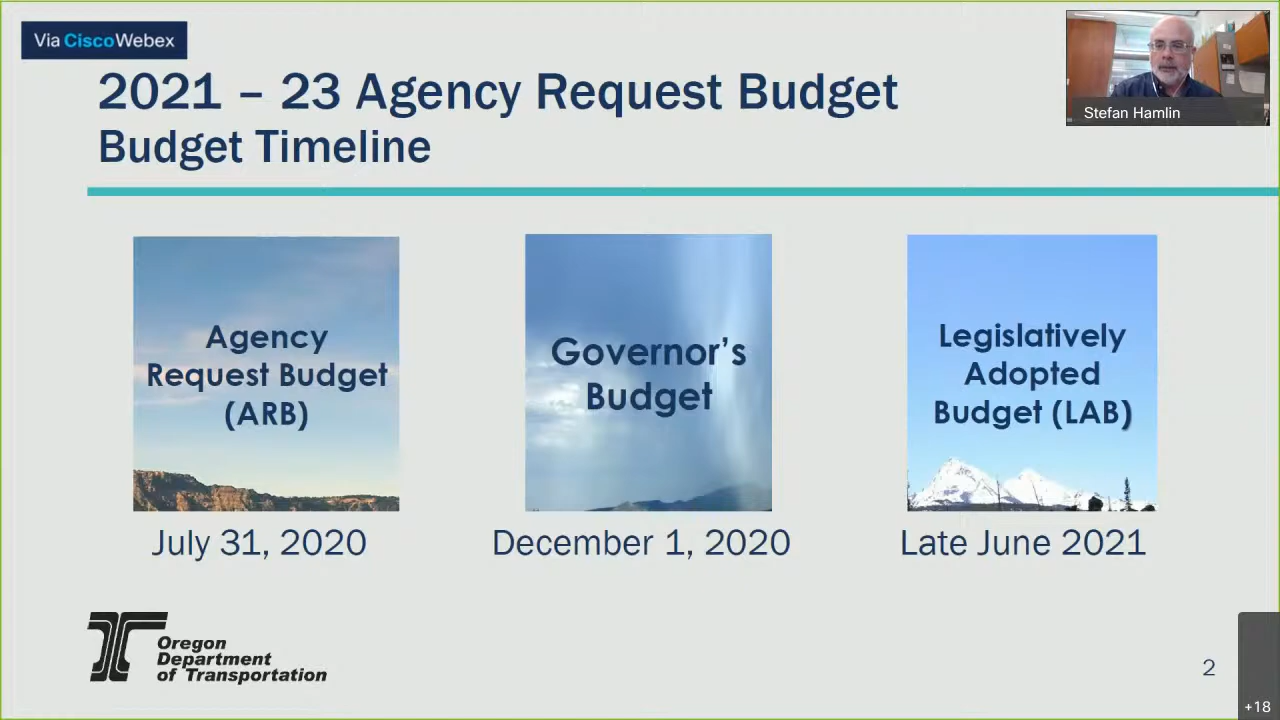 Via CiscoWebex
2021 – 23 Agency Request Budget
Budget Timeline
Stefan Hamlin
Agency
Request Budget
(ARB)
July 31, 2020
Governor’s
Budget
December 1, 2020
Legislatively
Adopted
Budget (LAB)
Late June 2021
Oregon
Department
of Transportation
2
+18